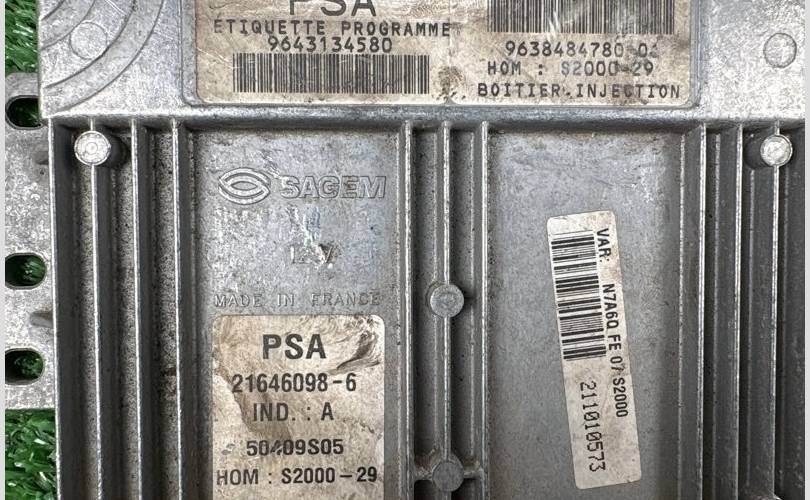 PSA
ETIQUETTE PROGRAMME
9643134580
9638484780
HOM : S2000-29
BOITIER.INJECTION
SAGEM
12V
MADE IN FRANCE
PSA
21646098-6
IND. : A
50409S05
HOM : S2000-29
VAR: N7A6Q FE 07 S2000
211010573